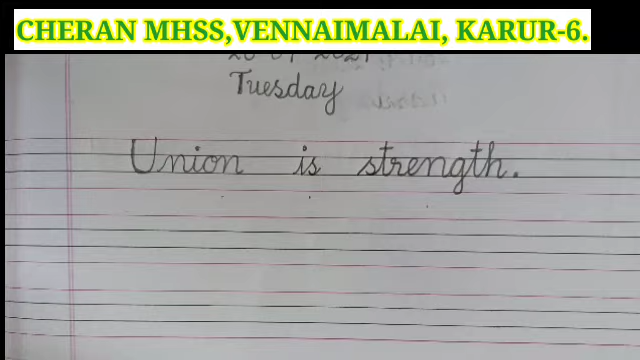 CHERAN MHSS,VENNAIMALAI, KARUR-6.
Tuesday
Union is strength.